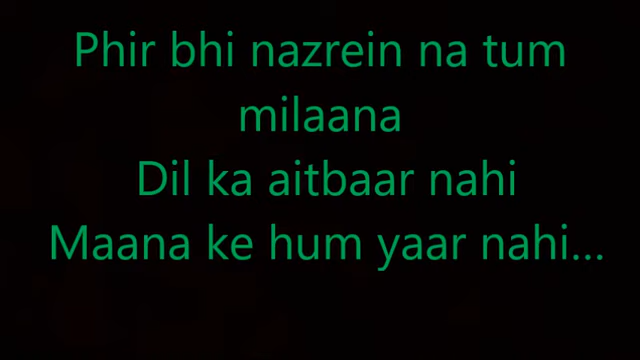 Phir bhi nazrein na tum
milaana
Dil ka aitbaar nahi
Maana ke hum yaar nahi...